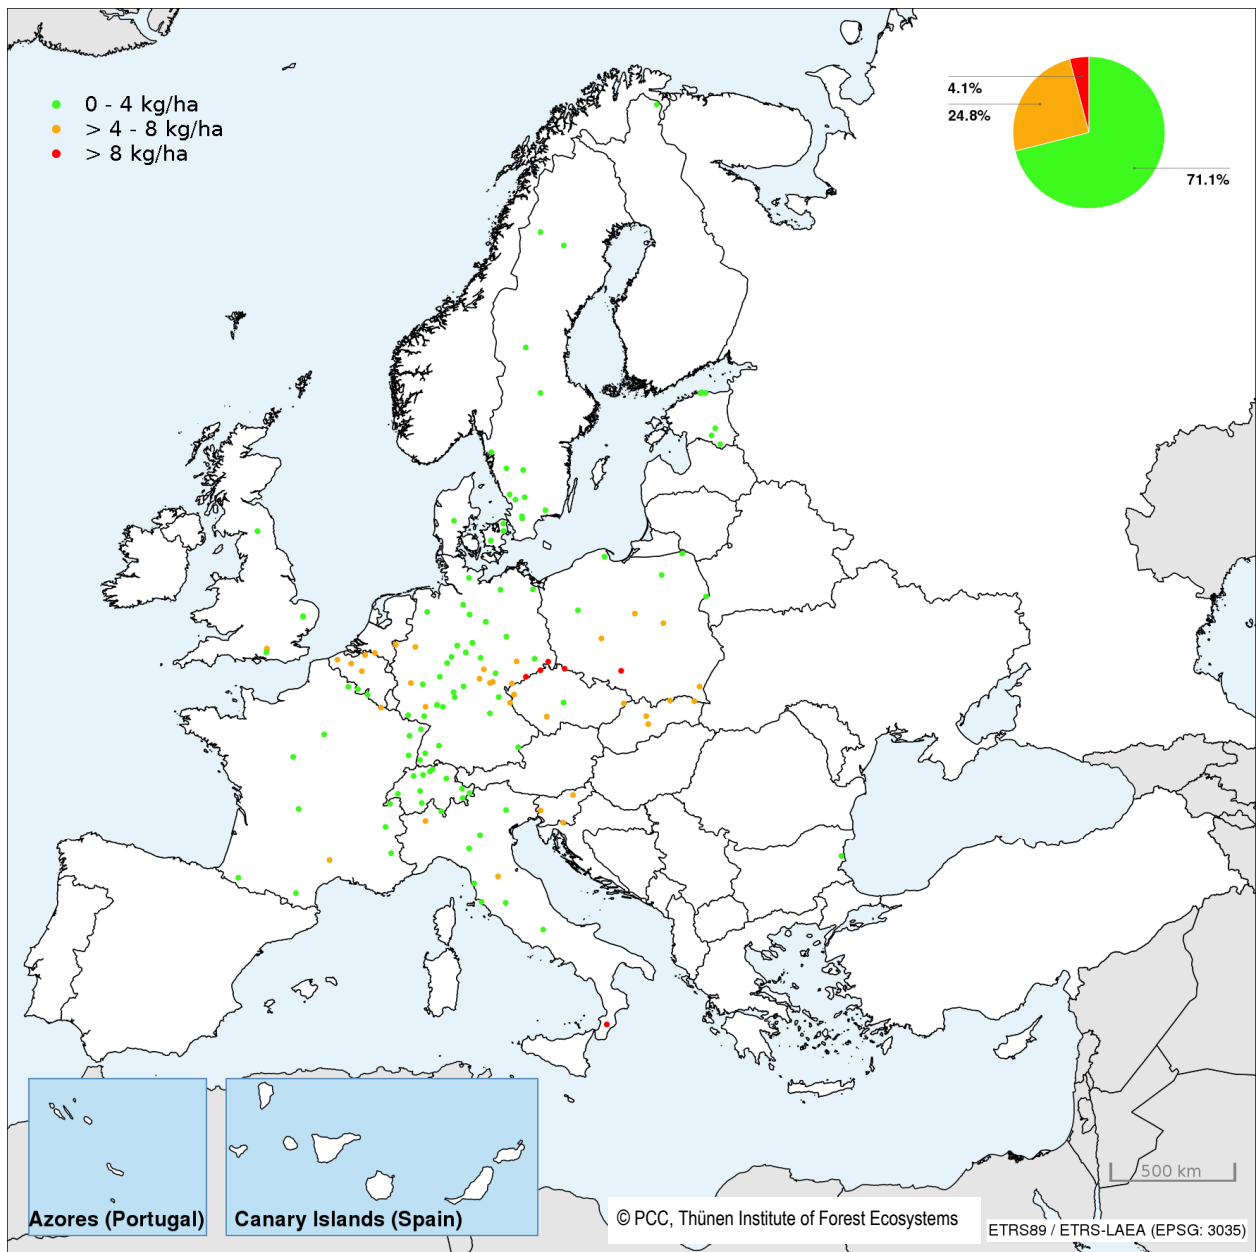 0 - 4 kg/ha
> 4 - 8 kg/ha
> 8 kg/ha
4.1%
24.8%
71.1%
500 km
Azores (Portugal)
Canary Islands (Spain)
© PCC, Thünen Institute of Forest Ecosystems
ETRS89 / ETRS-LAEA (EPSG: 3035)